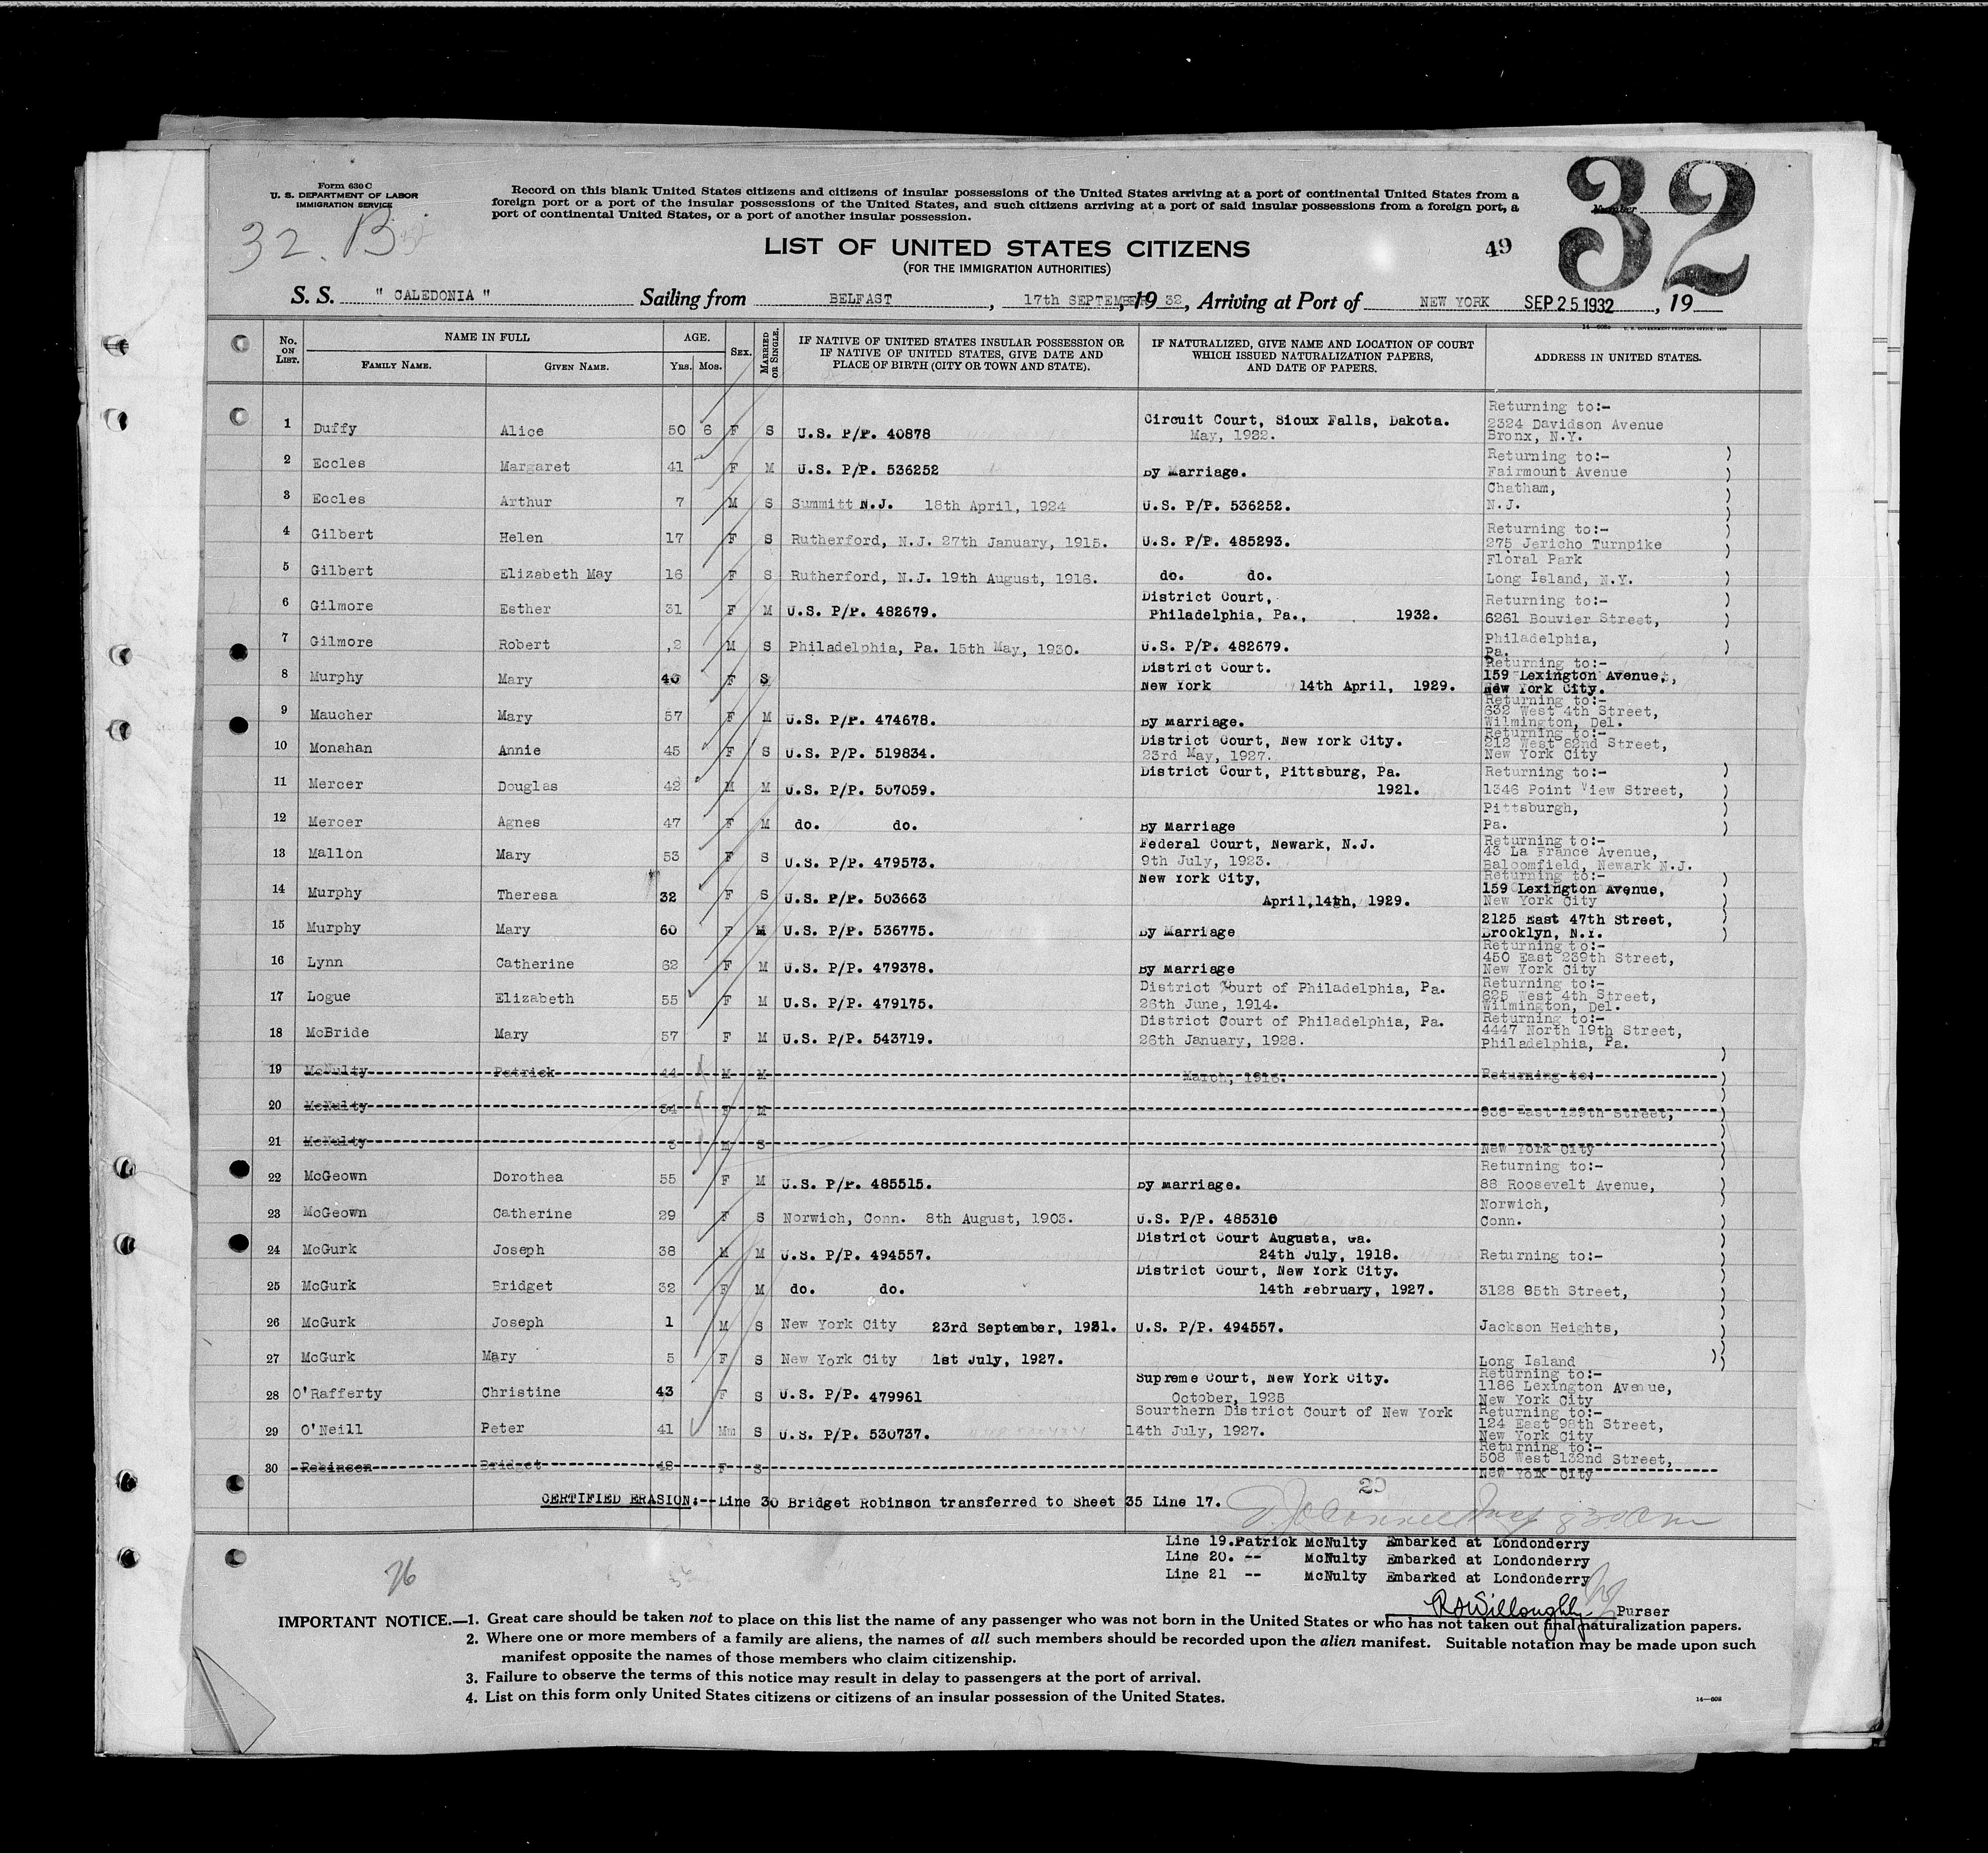 Form 630 C
U. S. DEPARTMENT OF LABOR
IMMIGRATION SERVICE
Record on this blank United States citizens and citizens of insular possessions of the United States arriving at a port of continental United States from a
foreign port or a port of the insular possessions of the United States, and such citizens arriving at a port of said insular possessions from a foreign port, a
port of continental United States, or a port of another insular possession.
32
Number
32. B
LIST OF UNITED STATES CITIZENS
49
(FOR THE IMMIGRATION AUTHORITIES)
S. S. " CALEDONIA " Sailing from BELFAST, 17th SEPTEMBER, 19 32, Arriving at Port of NEW YORK SEP 25 1932, 19
No. ON LIST. NAME IN FULL AGE. SEX. MARRIED OR SINGLE. IF NATIVE OF UNITED STATES INSULAR POSSESSION OR IF NATIVE OF UNITED STATES, GIVE DATE AND PLACE OF BIRTH (CITY OR TOWN AND STATE). IF NATURALIZED, GIVE NAME AND LOCATION OF COURT WHICH ISSUED NATURALIZATION PAPERS, AND DATE OF PAPERS. ADDRESS IN UNITED STATES.
FAMILY NAME. GIVEN NAME. YRS. MOS.
1 Duffy Alice 50 6 F S U.S. P/P. 40878 Circuit Court, Sioux Falls, Dakota. May, 1922. Returning to:- 2324 Davidson Avenue Bronx, N.Y.
2 Eccles Margaret 41 F M U.S. P/P. 536252 By Marriage. Returning to:- Fairmount Avenue
3 Eccles Arthur 7 M S Summitt N.J. 18th April, 1924 U.S. P/P. 536252. Chatham, N.J.
4 Gilbert Helen 17 F S Rutherford, N.J. 27th January, 1915. U.S. P/P. 485293. Returning to:- 275 Jericho Turnpike
5 Gilbert Elizabeth May 16 F S Rutherford, N.J. 19th August, 1916. do. do. Floral Park Long Island, N.Y.
6 Gilmore Esther 31 F M U.S. P/P. 482679. District Court, Philadelphia, Pa., 1932. Returning to:- 6261 Bouvier Street,
7 Gilmore Robert ,2 M S Philadelphia, Pa. 15th May, 1930. U.S. P/P. 482679. Philadelphia, Pa.
8 Murphy Mary 40 F S District Court. New York 14th April, 1929. Returning to:- 159 Lexington Avenue, New York City.
9 Maucher Mary 57 F M U.S. P/P. 474678. By Marriage. Returning to:- 632 West 4th Street, Wilmington, Del.
10 Monahan Annie 45 F S U.S. P/P. 519834. District Court, New York City. 23rd May, 1927. Returning to:- 212 West 82nd Street, New York City
11 Mercer Douglas 42 M M U.S. P/P. 507059. District Court, Pittsburg, Pa. 1921. Returning to:- 1346 Point View Street,
12 Mercer Agnes 47 F M do. do. By Marriage Pittsburgh, Pa.
13 Mallon Mary 53 F S U.S. P/P. 479573. Federal Court, Newark, N.J. 9th July, 1923. Returning to:- 43 La France Avenue, Baloomfield, Newark N.J.
14 Murphy Theresa 32 F S U.S. P/P. 503663 New York City, April,14th, 1929. Returning to:- 159 Lexington Avenue, New York City
15 Murphy Mary 60 F M U.S. P/P. 536775. By Marriage 2125 East 47th Street, Brooklyn, N.Y.
16 Lynn Catherine 62 F M U.S. P/P. 479378. By Marriage Returning to:- 450 East 239th Street, New York City
17 Logue Elizabeth 55 F M U.S. P/P. 479175. District Court of Philadelphia, Pa. 26th June, 1914. Returning to:- 625 West 4th Street, Wilmington, Del.
18 McBride Mary 57 F M U.S. P/P. 543719. District Court of Philadelphia, Pa. 26th January, 1928. Returning to:- 4447 North 19th Street, Philadelphia, Pa.
19 McNulty Patrick 44 M M March, 1916. Returning to:
20 McNulty 34 F M East 129th Street,
21 McNulty M S New York City
22 McGeown Dorothea 55 F M U.S. P/P. 485515. By Marriage. Returning to:- 88 Roosevelt Avenue,
23 McGeown Catherine 29 F S Norwich, Conn. 8th August, 1903. U.S. P/P. 485310 Norwich, Conn.
24 McGurk Joseph 38 M M U.S. P/P. 494557. District Court Augusta, Ga. 24th July, 1918. Returning to:-
25 McGurk Bridget 32 F M do. do. District Court, New York City. 14th February, 1927. 3128 85th Street,
26 McGurk Joseph 1 M S New York City 23rd September, 1931. U.S. P/P. 494557. Jackson Heights,
27 McGurk Mary 5 F S New York City 1st July, 1927. Long Island
28 O'Rafferty Christine 43 F S U.S. P/P. 479961 Supreme Court, New York City. October, 1925 Returning to:- 1186 Lexington Avenue, New York City
29 O'Neill Peter 41 Mm S U.S. P/P. 530737. Sourthern District Court of New York 14th July, 1927. Returning to:- 124 East 98th Street, New York City
30 Robinson Bridget 48 F S Returning to:- 508 West 132nd Street, New York City
29
CERTIFIED ERASION:--Line 30 Bridget Robinson transferred to Sheet 35 Line 17.
Line 19.Patrick McNulty Embarked at Londonderry
Line 20. -- McNulty Embarked at Londonderry
Line 21 -- McNulty Embarked at Londonderry
76
R Willoughby Purser
IMPORTANT NOTICE.—1. Great care should be taken not to place on this list the name of any passenger who was not born in the United States or who has not taken out final naturalization papers.
2. Where one or more members of a family are aliens, the names of all such members should be recorded upon the alien manifest. Suitable notation may be made upon such
manifest opposite the names of those members who claim citizenship.
3. Failure to observe the terms of this notice may result in delay to passengers at the port of arrival.
4. List on this form only United States citizens or citizens of an insular possession of the United States.
14—608